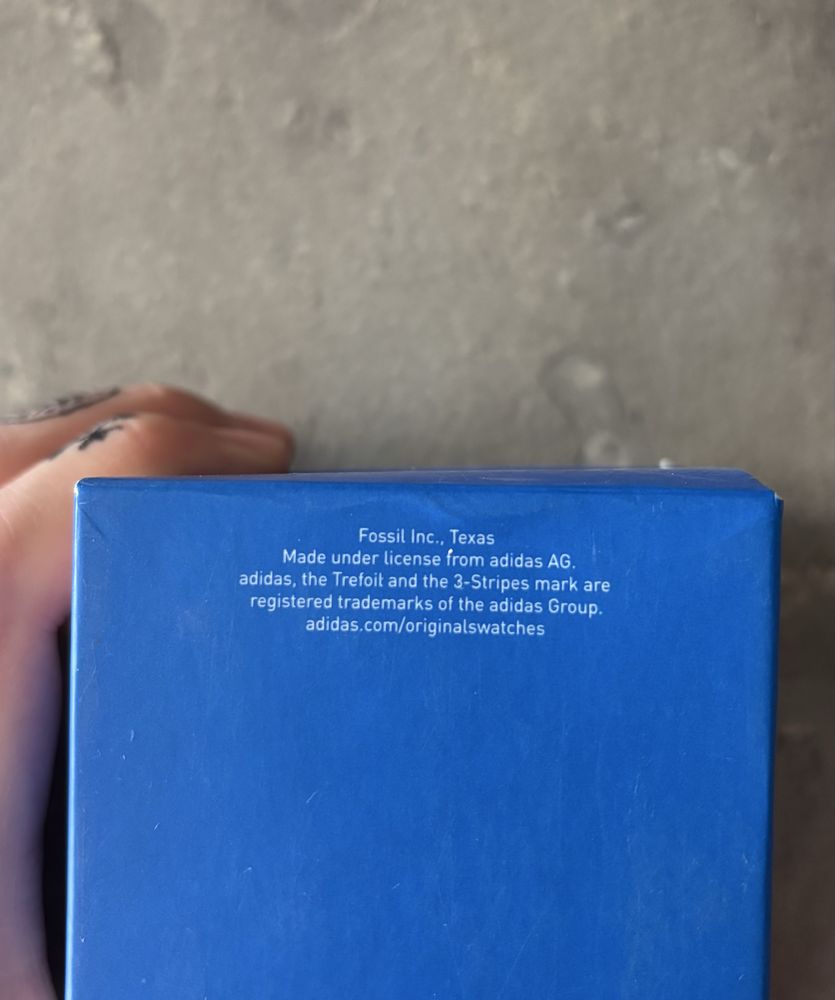 Fossil Inc., Texas
Made under license from adidas AG.
adidas, the Trefoil and the 3-Stripes mark are
registered trademarks of the adidas Group.
adidas.com/originalswatches